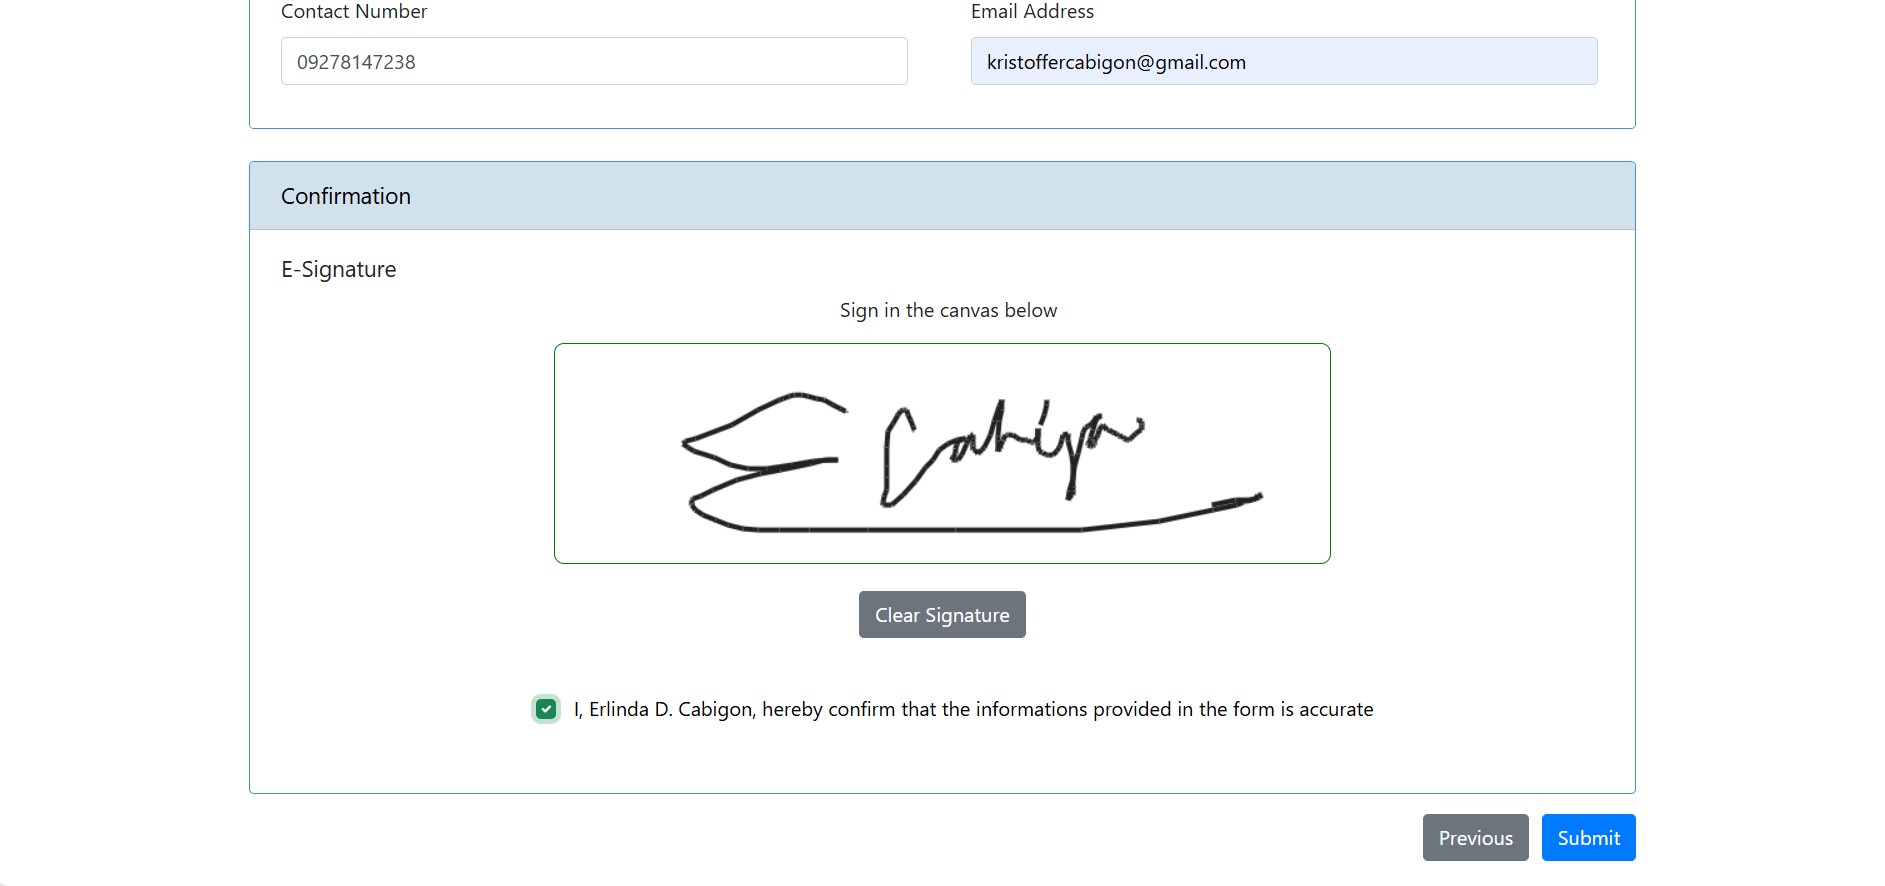 Contact Number
Email Address
09278147238
kristoffercabigon@gmail.com
Confirmation
E-Signature
Sign in the canvas below
E Cabigon
Clear Signature
I, Erlinda D. Cabigon, hereby confirm that the informations provided in the form is accurate
Previous
Submit